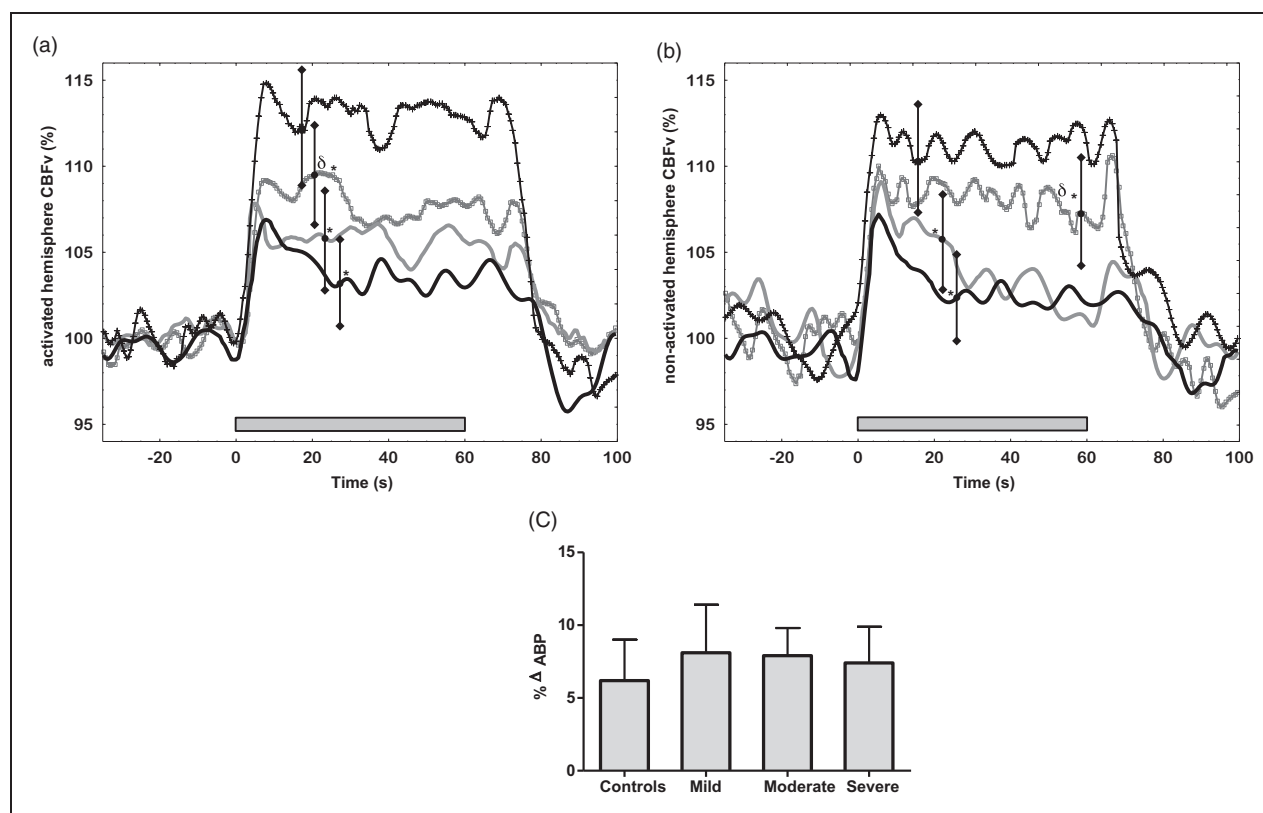 (a)
activated hemisphere CBFv (%)
115
110
105
100
95
δ *
*
*
-20 0 20 40 60 80 100
Time (s)
(b)
non-activated hemisphere CBFv (%)
115
110
105
100
95
δ *
*
*
-20 0 20 40 60 80 100
Time (s)
(C)
% Δ ABP
15
10
5
0
Controls Mild Moderate Severe